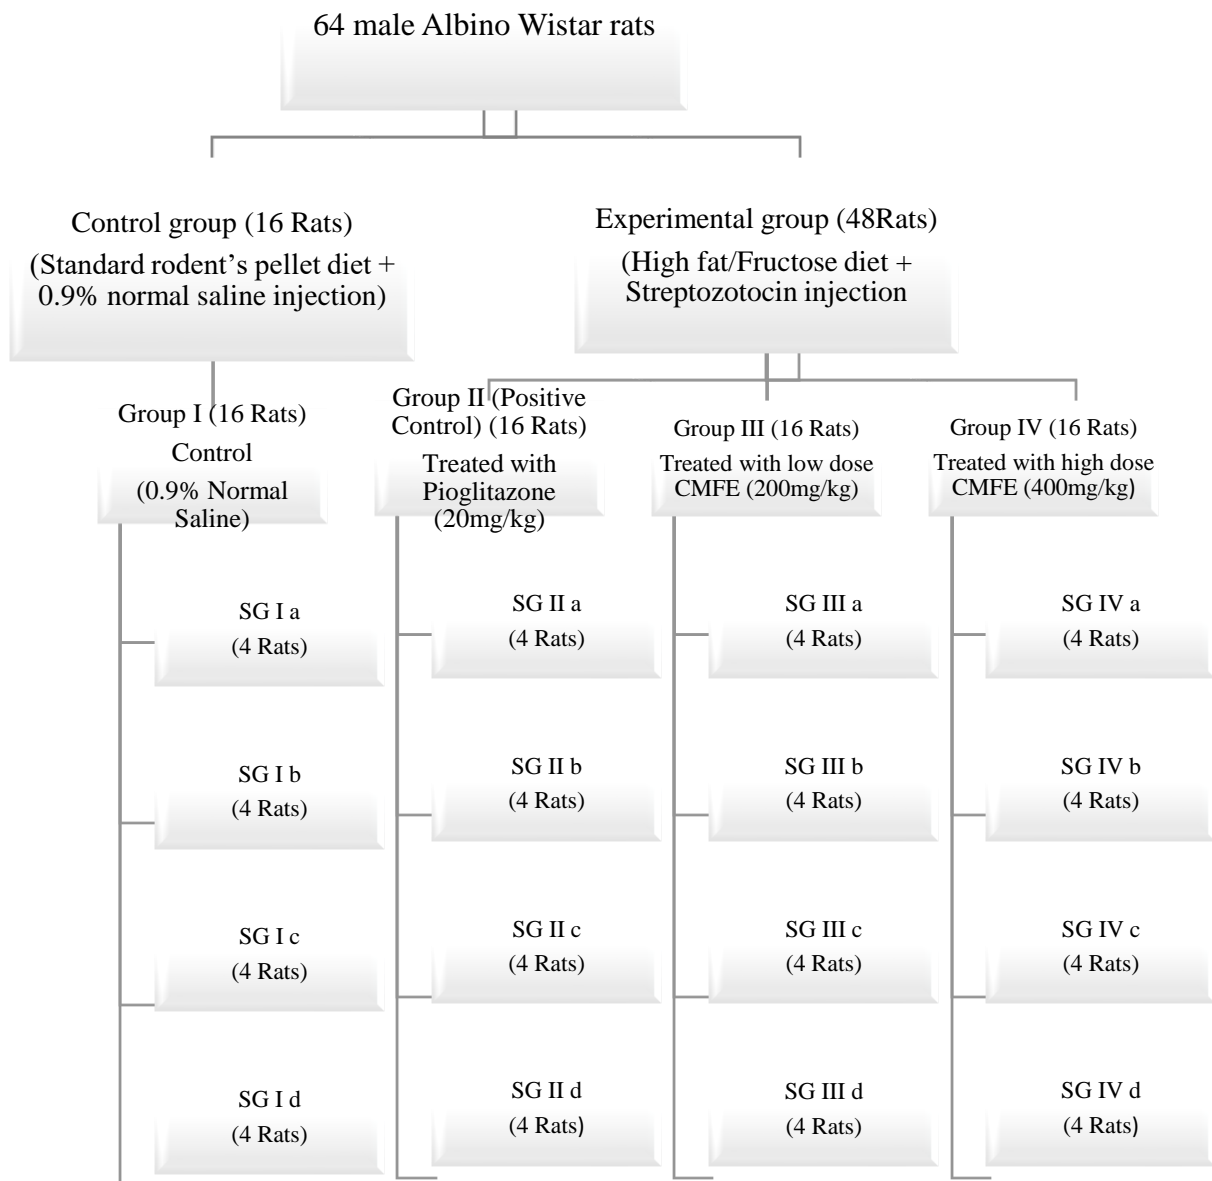 64 male Albino Wistar rats
Control group (16 Rats)
(Standard rodent's pellet diet +
0.9% normal saline injection)
Experimental group (48Rats)
(High fat/Fructose diet +
Streptozotocin injection
Group I (16 Rats)
Control
(0.9% Normal
Saline)
Group II (Positive
Control) (16 Rats)
Treated with
Pioglitazone
(20mg/kg)
Group III (16 Rats)
Treated with low dose
CMFE (200mg/kg)
Group IV (16 Rats)
Treated with high dose
CMFE (400mg/kg)
SG I a
(4 Rats)
SG II a
(4 Rats)
SG III a
(4 Rats)
SG IV a
(4 Rats)
SG I b
(4 Rats)
SG II b
(4 Rats)
SG III b
(4 Rats)
SG IV b
(4 Rats)
SG I c
(4 Rats)
SG II c
(4 Rats)
SG III c
(4 Rats)
SG IV c
(4 Rats)
SG I d
(4 Rats)
SG II d
(4 Rats)
SG III d
(4 Rats)
SG IV d
(4 Rats)